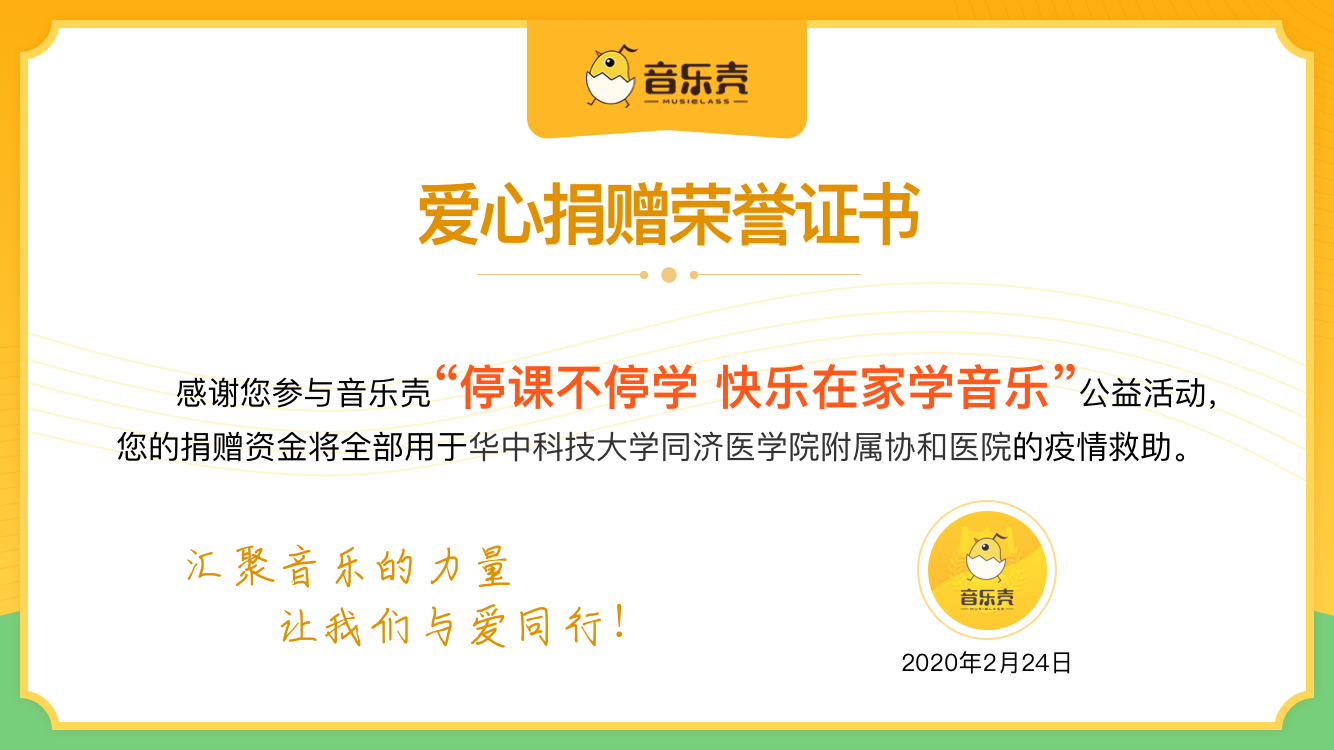 音乐壳
MUSICLASS
爱心捐赠荣誉证书
感谢您参与音乐壳“停课不停学 快乐在家学音乐”公益活动,
您的捐赠资金将全部用于华中科技大学同济医学院附属协和医院的疫情救助。
汇聚音乐的力量
让我们与爱同行!
音乐壳
MUSICLASS
2020年2月24日